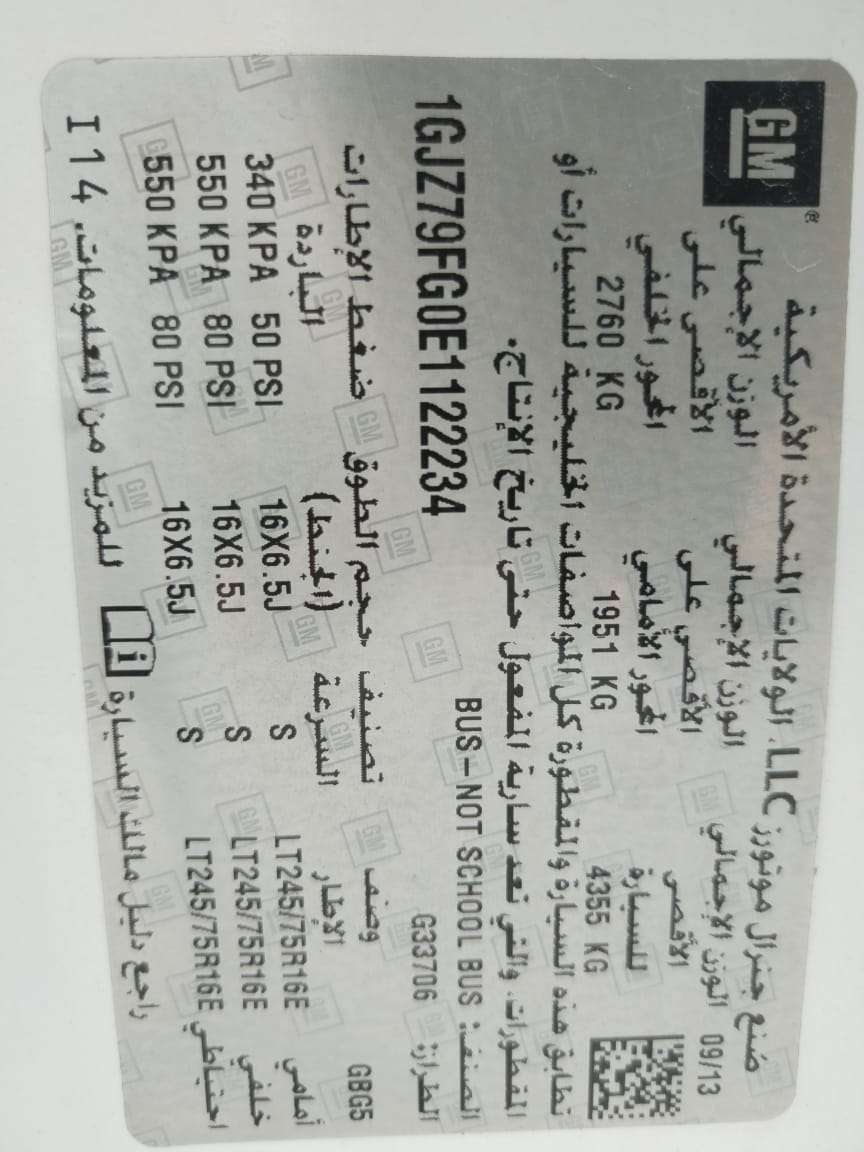 GM®
صُنع جنرال موتورز LLC. الولايات المتحدة الأمريكية
09/13 الوزن الإجمالي الوزن الإجمالي الوزن الإجمالي
الأقصى الأقصى على الأقصى على
للسيارة المحور الأمامي المحور الخلفي
4355 KG 1951 KG 2760 KG
تطابق هذه السيارة والمقطورة كل المواصفات الخليجية للسيارات أو
المقطورات، والتي تعد سارية المفعول حتى تاريخ الإنتاج.
الصنف: BUS–NOT SCHOOL BUS
الطراز: G33706 1GJZ79FG0E1122234
GBG5 وصف تصنيف حجم الطوق ضغط الإطارات
الإطار السرعة (الجنط) الباردة
أمامي LT245/75R16E S 16X6.5J 340 KPA 50 PSI
خلفي LT245/75R16E S 16X6.5J 550 KPA 80 PSI
احتياطي LT245/75R16E S 16X6.5J 550 KPA 80 PSI
راجع دليل مالك السيارة للمزيد من المعلومات. I14